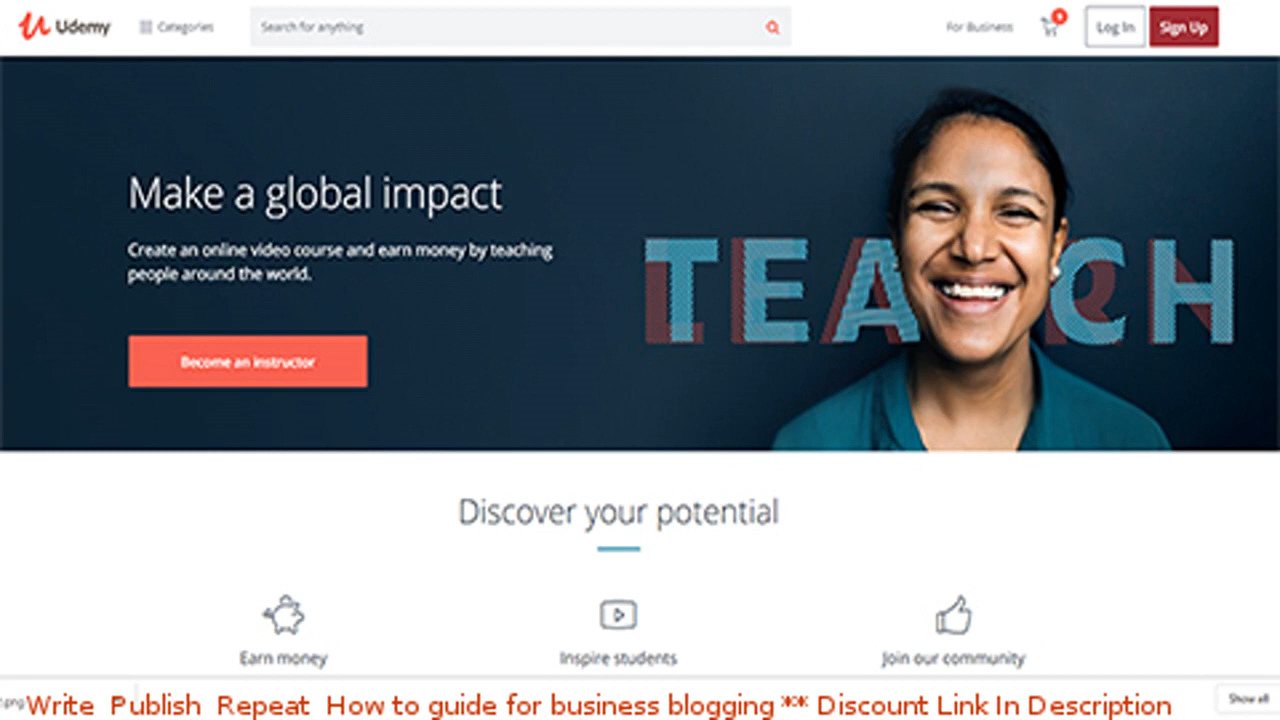 Udemy
Categories
Search for anything
For Business
Log In
Sign Up
Make a global impact
Create an online video course and earn money by teaching
people around the world.
TEACH
Become an instructor
Discover your potential
Earn money
Inspire students
Join our community
Write Publish Repeat How to guide for business blogging ** Discount Link In Description
Show all